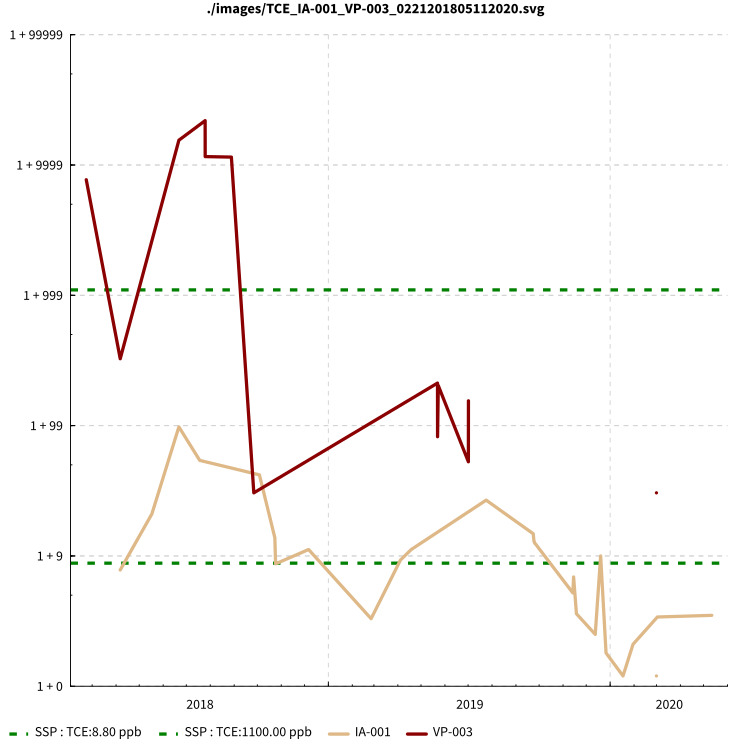 ./images/TCE_IA-001_VP-003_0221201805112020.svg
1+99999
1+9999
1+999
1+99
1+9
1+0
2018 2019 2020
SSP : TCE:8.80 ppb SSP : TCE:1100.00 ppb IA-001 VP-003